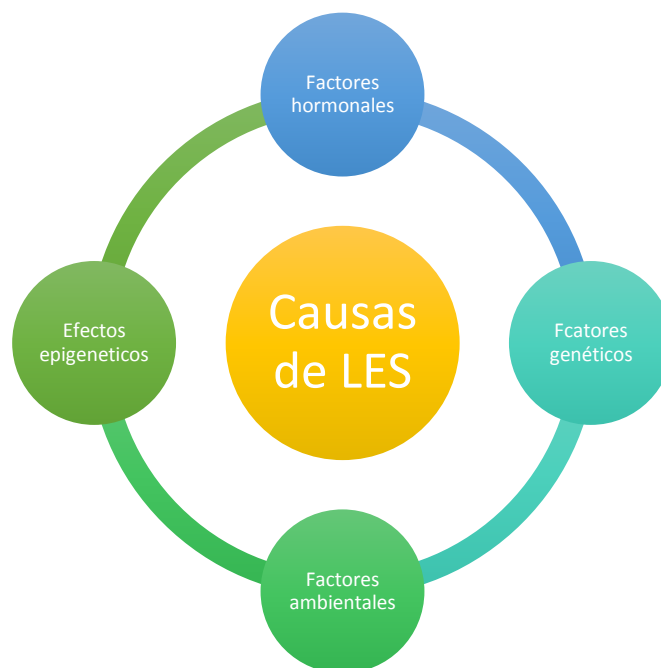 Factores
hormonales
Efectos
epigeneticos
Causas
de LES
Fcatores
genéticos
Factores
ambientales